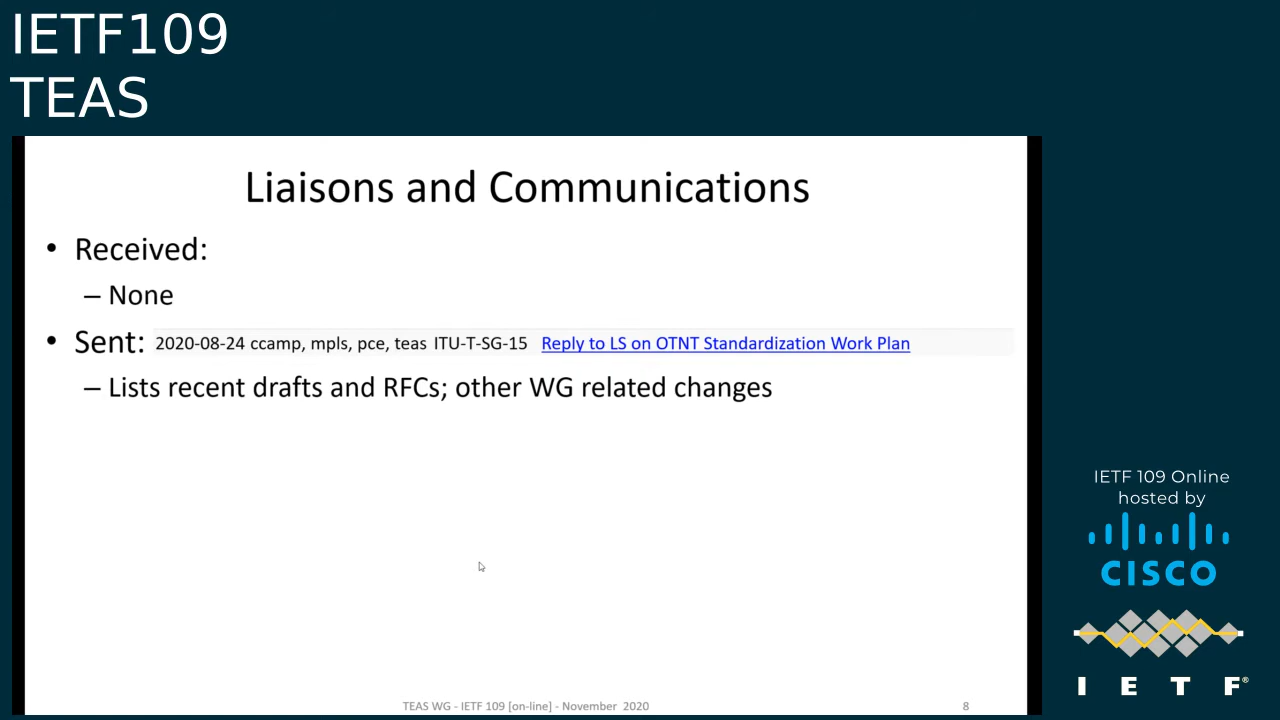 IETF109
TEAS
Liaisons and Communications
• Received:
– None
• Sent: 2020-08-24 ccamp, mpls, pce, teas ITU-T-SG-15 Reply to LS on OTNT Standardization Work Plan
– Lists recent drafts and RFCs; other WG related changes
TEAS WG - IETF 109 [on-line] - November 2020
8
IETF 109 Online
hosted by
CISCO
I E T F®